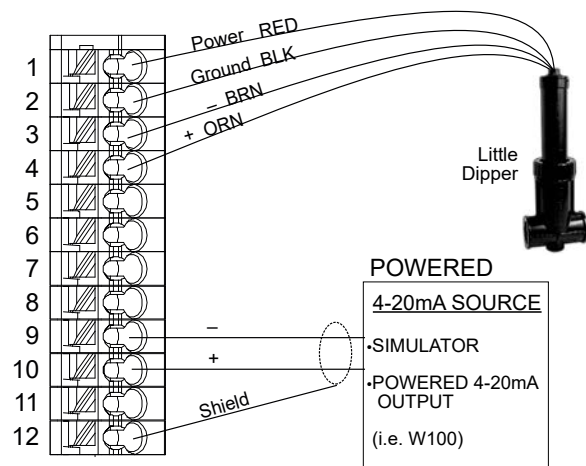 1
2
3
4
5
6
7
8
9
10
11
12
Power RED
Ground BLK
– BRN
+ ORN
Little
Dipper
–
+
Shield
POWERED
4-20mA SOURCE
•SIMULATOR
•POWERED 4-20mA
OUTPUT
(i.e. W100)